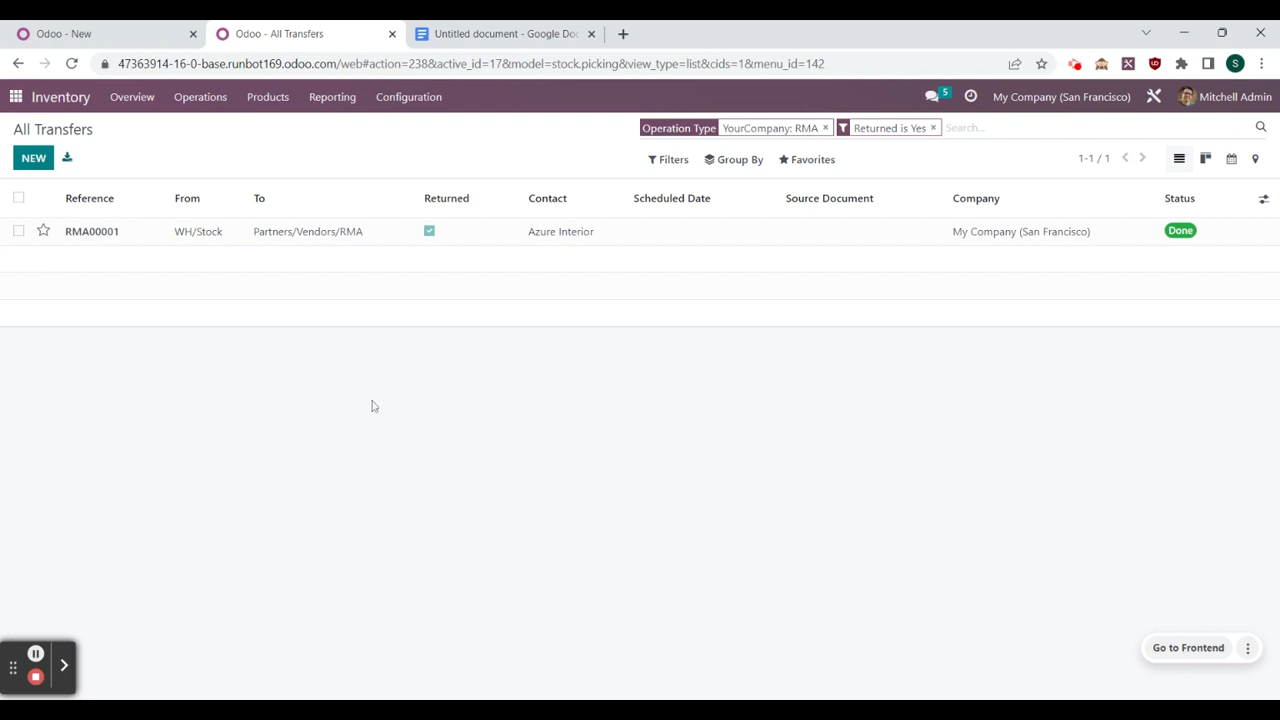 Odoo - New
Odoo - All Transfers
Untitled document - Google Doc
47363914-16-0-base.runbot169.odoo.com/web#action=238&active_id=17&model=stock.picking&view_type=list&cids=1&menu_id=142
S
Inventory Overview Operations Products Reporting Configuration
5 My Company (San Francisco) Mitchell Admin
All Transfers
Operation Type YourCompany: RMA × Returned is Yes × Search...
NEW
Filters Group By Favorites
1-1 / 1
Reference From To Returned Contact Scheduled Date Source Document Company Status
RMA00001 WH/Stock Partners/Vendors/RMA Azure Interior My Company (San Francisco) Done
Go to Frontend